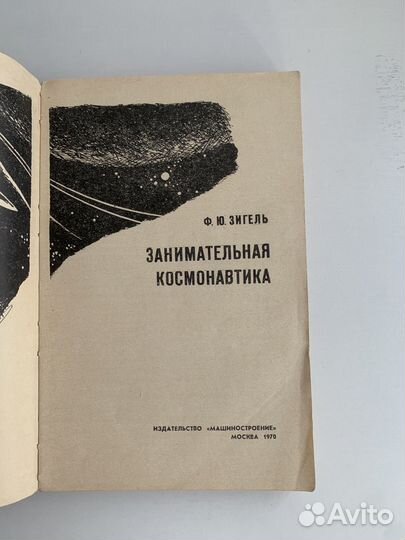 Ф. Ю. ЗИГЕЛЬ
ЗАНИМАТЕЛЬНАЯ
КОСМОНАВТИКА
ИЗДАТЕЛЬСТВО «МАШИНОСТРОЕНИЕ»
МОСКВА 1970
Avito